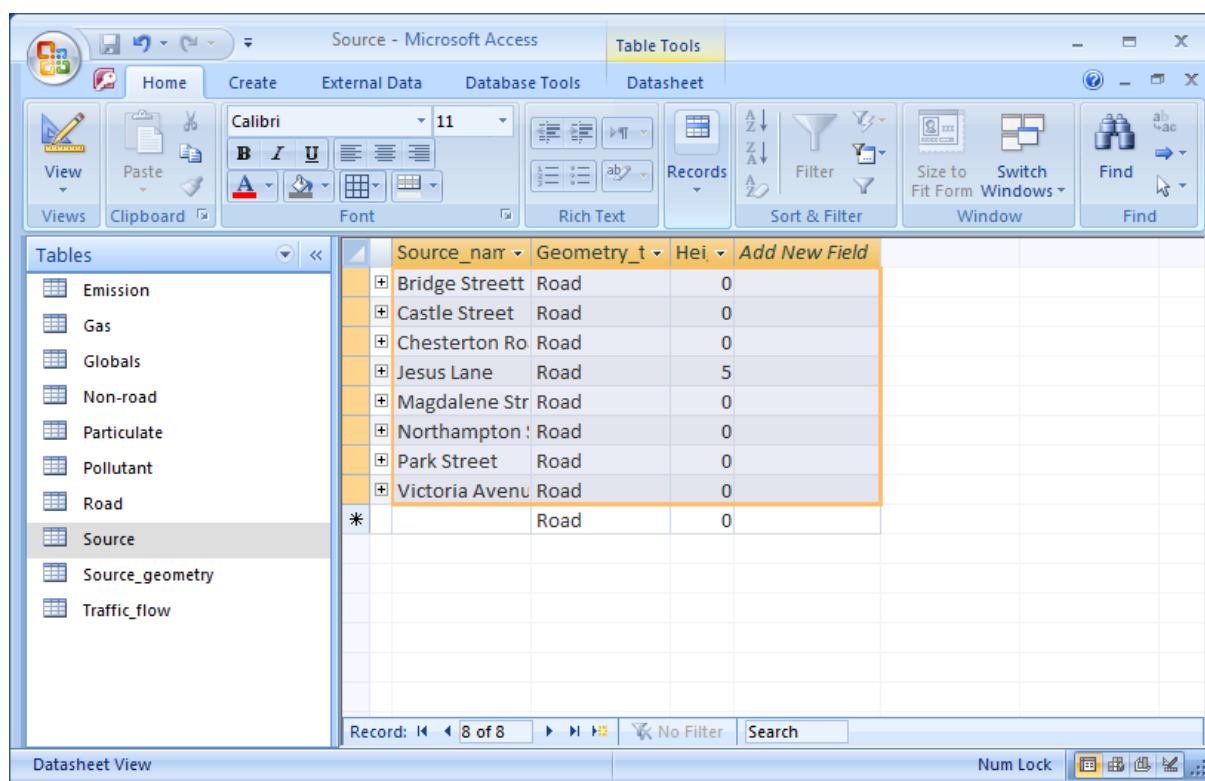 Source - Microsoft Access
Table Tools
Home Create External Data Database Tools Datasheet
Calibri 11
B I U
View Paste Records Filter Size to Fit Form Switch Windows Find
Views Clipboard Font Rich Text Sort & Filter Window Find
Tables
Emission
Gas
Globals
Non-road
Particulate
Pollutant
Road
Source
Source_geometry
Traffic_flow
Source_nam Geometry_t Hei Add New Field
Bridge Streett Road 0
Castle Street Road 0
Chesterton Ro Road 0
Jesus Lane Road 5
Magdalene Str Road 0
Northampton Road 0
Park Street Road 0
Victoria Avenu Road 0
Road 0
Record: 8 of 8 No Filter Search
Datasheet View Num Lock